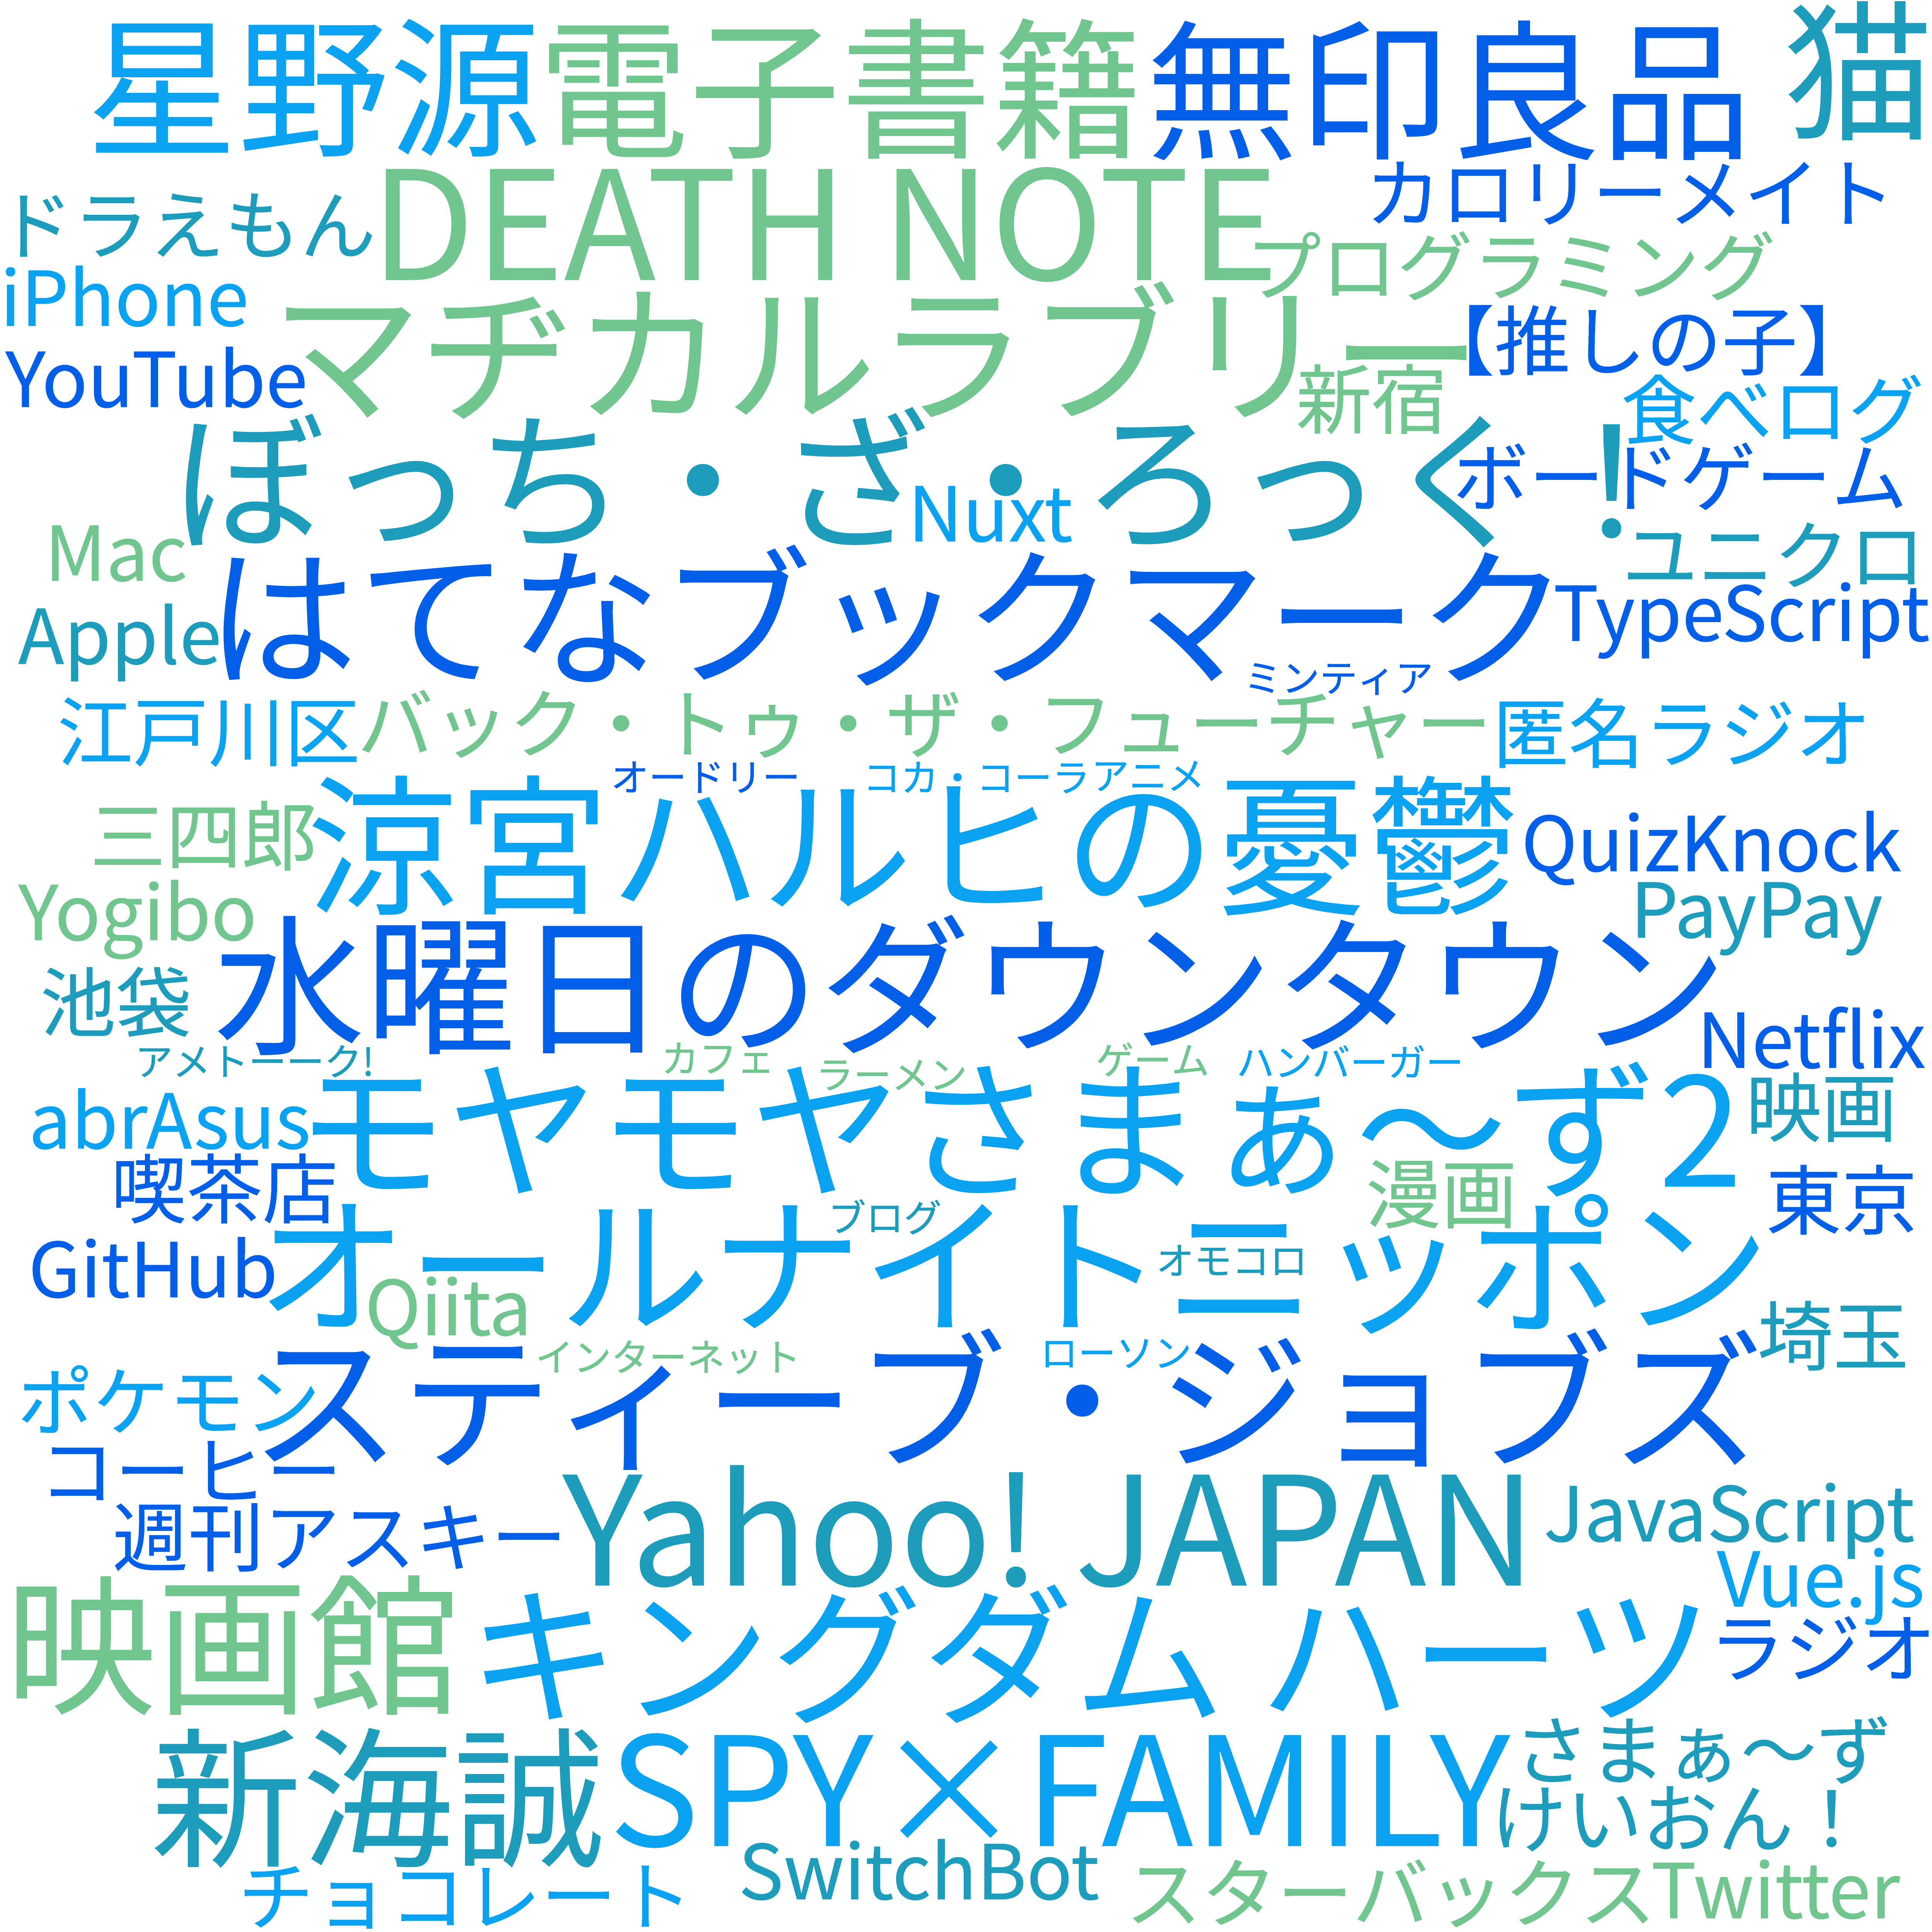 星野源 電子書籍 無印良品 猫
ドラえもん DEATH NOTE カロリーメイト
プログラミング
iPhone
マヂカルラブリー 【推しの子】
YouTube
新宿 食べログ
ぼっち・ざ・ろっく! ボードゲーム
Nuxt
Mac ユニクロ
はてなブックマーク TypeScript
Apple
ミンティア
江戸川区 バック・トゥ・ザ・フューチャー 匿名ラジオ
オードリー コカ・コーラ アニメ
三四郎 涼宮ハルヒの憂鬱 QuizKnock
Yogibo PayPay
水曜日のダウンタウン
池袋 Netflix
アメトーーク! カフェ ラーメン ゲーム ハンバーガー
abrAsus モヤモヤさまぁ〜ず2 映画
喫茶店 漫画 東京
ブログ
GitHub オールナイトニッポン
オモコロ
Qiita 埼玉
インターネット ローソン
ポケモン スティーブ・ジョブズ
コーヒー
週刊アスキー Yahoo! JAPAN JavaScript
Vue.js
映画館 キングダムハーツ ラジオ
新海誠 SPY×FAMILY さまぁ〜ず
けいおん!
チョコレート SwitchBot スターバックス Twitter